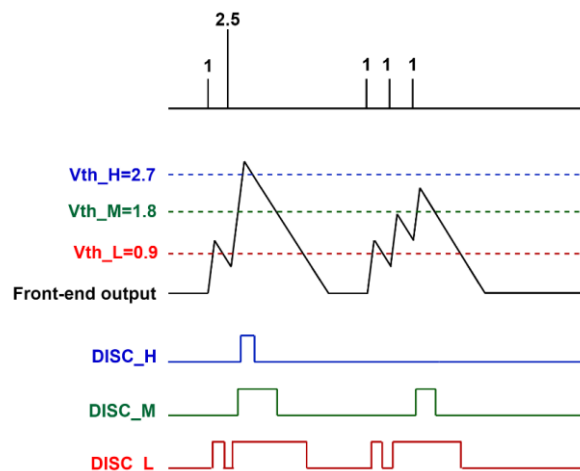 2.5
1
1 1 1
Vth_H=2.7
Vth_M=1.8
Vth_L=0.9
Front-end output
DISC_H
DISC_M
DISC_L